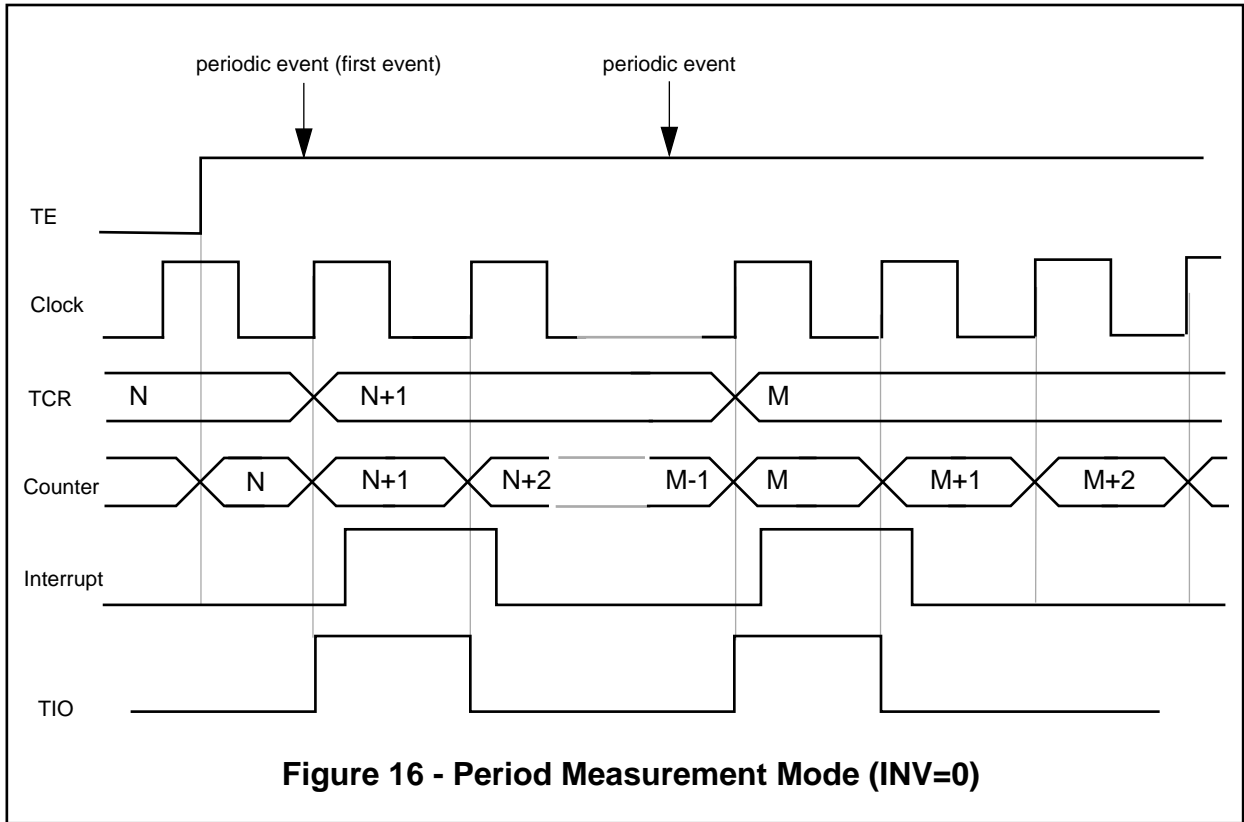 periodic event (first event) periodic event
TE
Clock
TCR N N+1 M
Counter N N+1 N+2 M-1 M M+1 M+2
Interrupt
TIO
Figure 16 - Period Measurement Mode (INV=0)